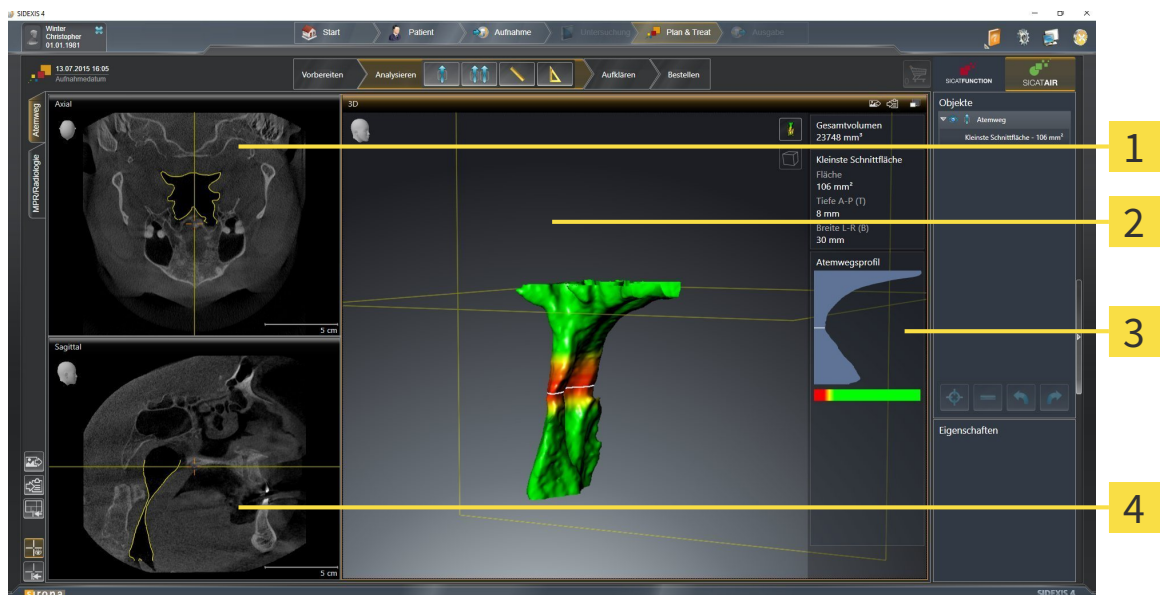 SIDEXIS 4
Winter
Christopher
01.01.1981
Start
Patient
Aufnahme
Untersuchung
Plan & Treat
Ausgabe
13.07.2015 16:05
Aufnahmedatum
Vorbereiten
Analysieren
Aufklären
Bestellen
SICATFUNCTION
SICATAIR
Atemweg
MPR/Radiologie
Axial
5 cm
Sagittal
5 cm
3D
Gesamtvolumen
23748 mm³
Kleinste Schnittfläche
Fläche
106 mm²
Tiefe A-P (T)
8 mm
Breite L-R (B)
30 mm
Atemwegsprofil
Objekte
Atemweg
Kleinste Schnittfläche - 106 mm²
Eigenschaften
1
2
3
4
sirona
SIDEXIS 4